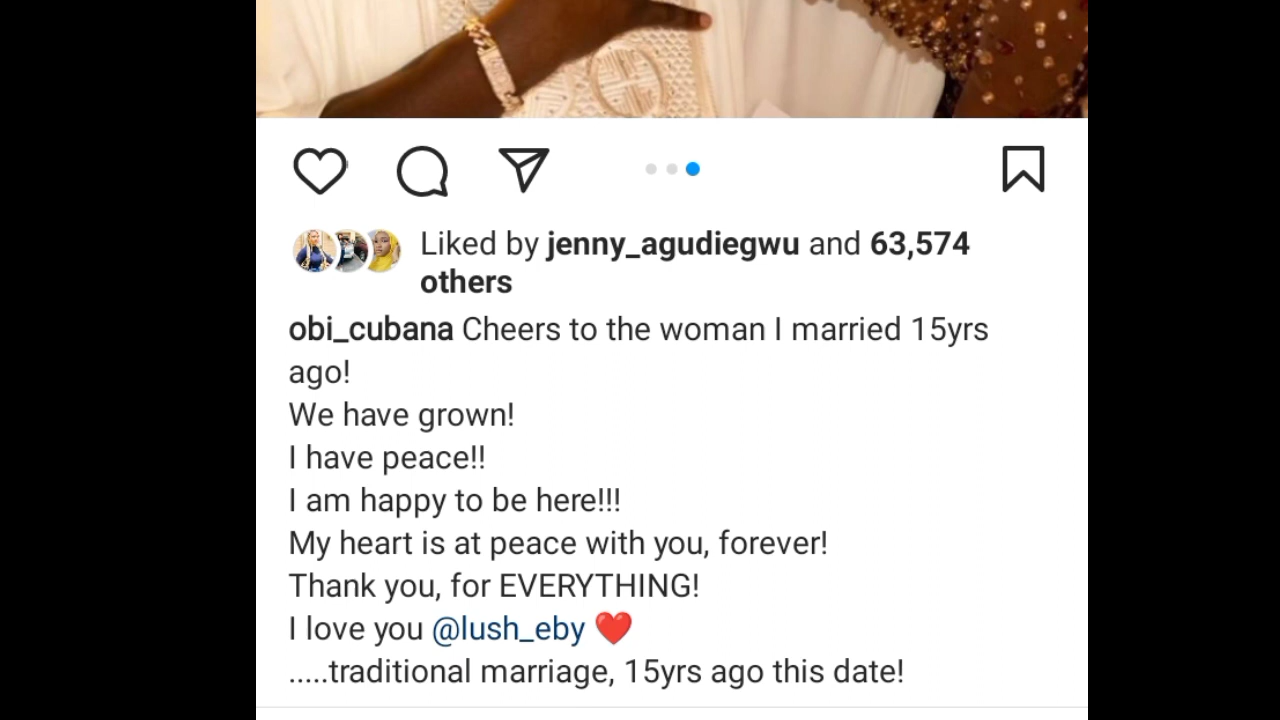 Liked by jenny_agudiegwu and 63,574
others
obi_cubana Cheers to the woman I married 15yrs
ago!
We have grown!
I have peace!!
I am happy to be here!!!
My heart is at peace with you, forever!
Thank you, for EVERYTHING!
I love you @lush_eby ❤️
.....traditional marriage, 15yrs ago this date!